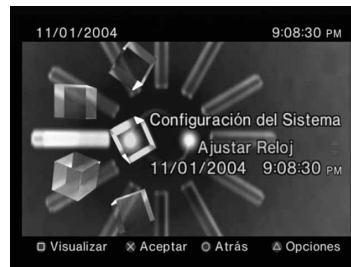 11/01/2004 9:08:30 PM
Configuración del Sistema
Ajustar Reloj
11/01/2004 9:08:30 PM
Visualizar Aceptar Atrás Opciones